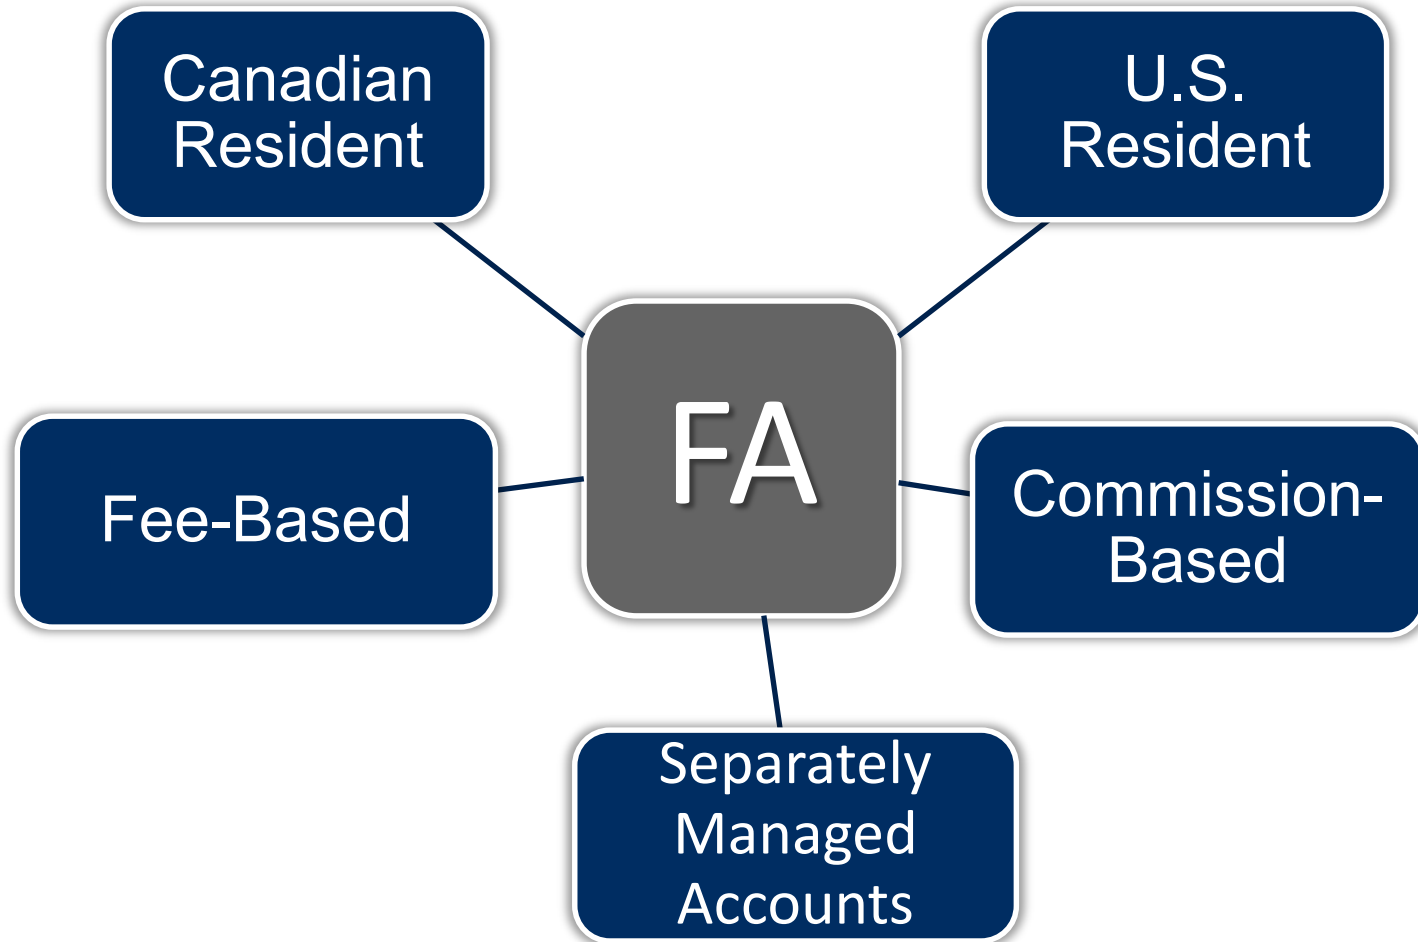 Canadian
Resident
U.S.
Resident
FA
Fee-Based
Commission-
Based
Separately
Managed
Accounts